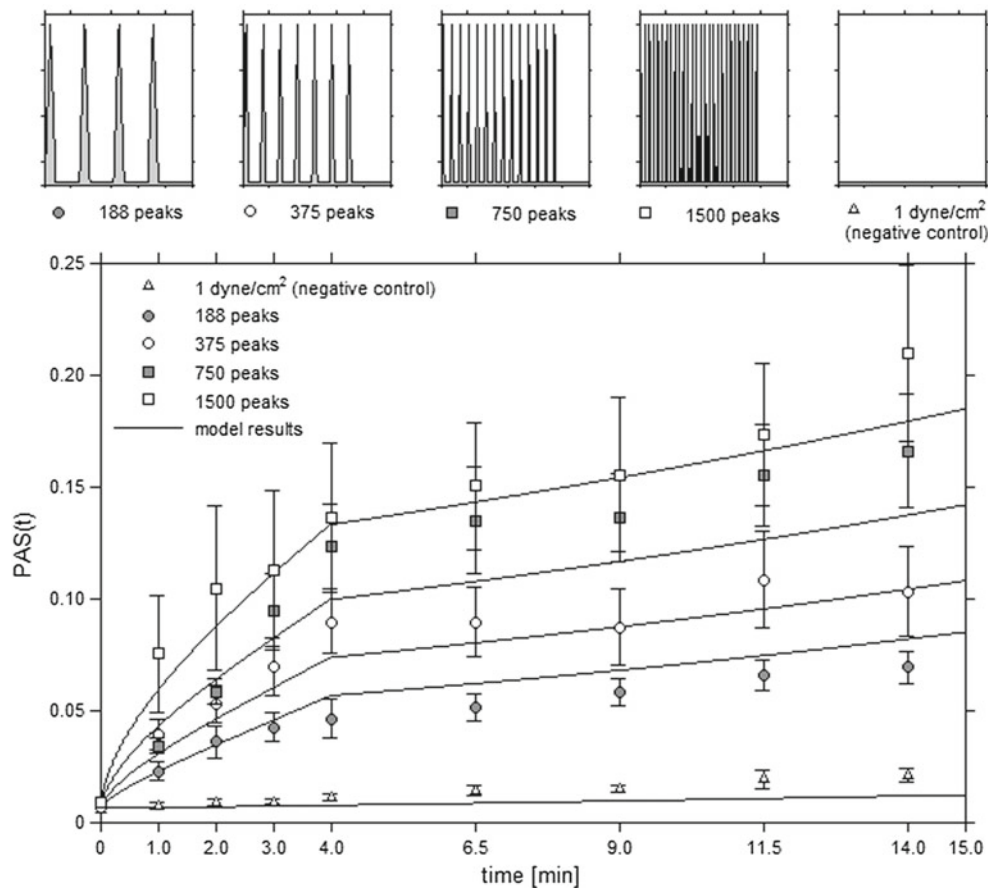 188 peaks
375 peaks
750 peaks
1500 peaks
1 dyne/cm²
(negative control)
0.25
0.20
0.15
0.10
0.05
0
PAS(t)
1 dyne/cm² (negative control)
188 peaks
375 peaks
750 peaks
1500 peaks
model results
0 1.0 2.0 3.0 4.0 6.5 9.0 11.5 14.0 15.0
time [min]